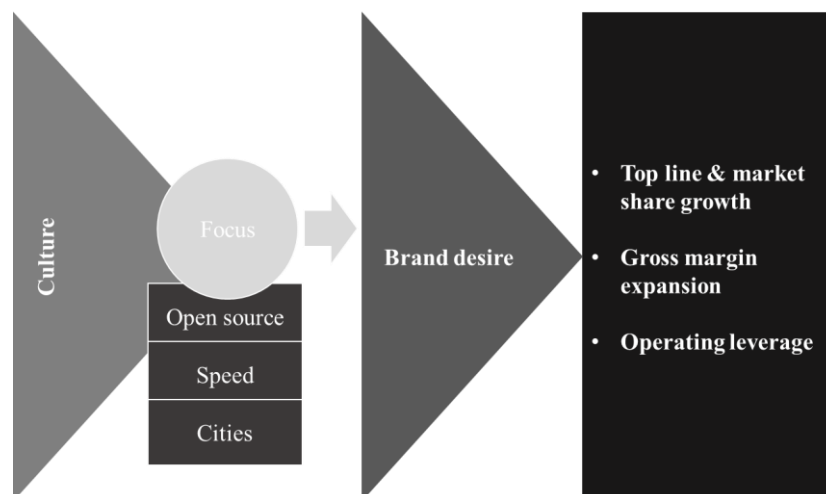 Culture
Focus
Open source
Speed
Cities
Brand desire
• Top line & market
share growth
• Gross margin
expansion
• Operating leverage